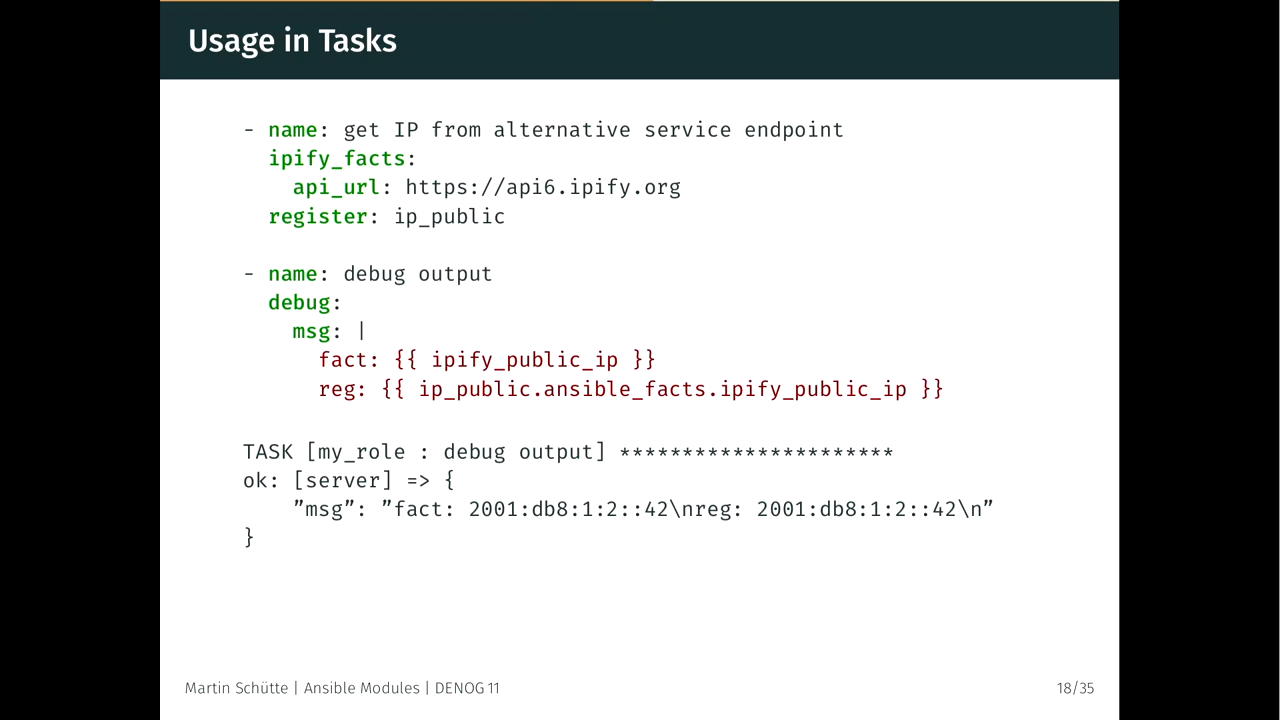 Usage in Tasks
- name: get IP from alternative service endpoint
  ipify_facts:
    api_url: https://api6.ipify.org
  register: ip_public
- name: debug output
  debug:
    msg: |
      fact: {{ ipify_public_ip }}
      reg: {{ ip_public.ansible_facts.ipify_public_ip }}
TASK [my_role : debug output] **********************
ok: [server] => {
    ”msg”: ”fact: 2001:db8:1:2::42\nreg: 2001:db8:1:2::42\n”
}
Martin Schütte | Ansible Modules | DENOG 11
18/35